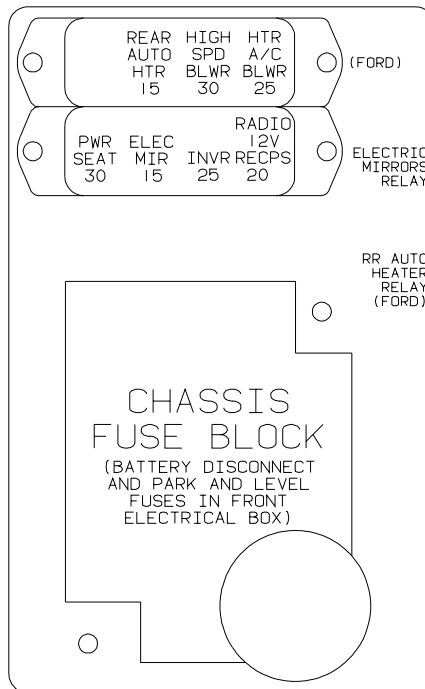 REAR HIGH HTR
AUTO SPD A/C
HTR BLWR BLWR
15 30 25
(FORD)
RADIO
PWR ELEC 12V
SEAT MIR INVR RECPS
30 15 25 20
ELECTRIC
MIRRORS
RELAY
RR AUTO
HEATER
RELAY
(FORD)
CHASSIS
FUSE BLOCK
(BATTERY DISCONNECT
AND PARK AND LEVEL
FUSES IN FRONT
ELECTRICAL BOX)